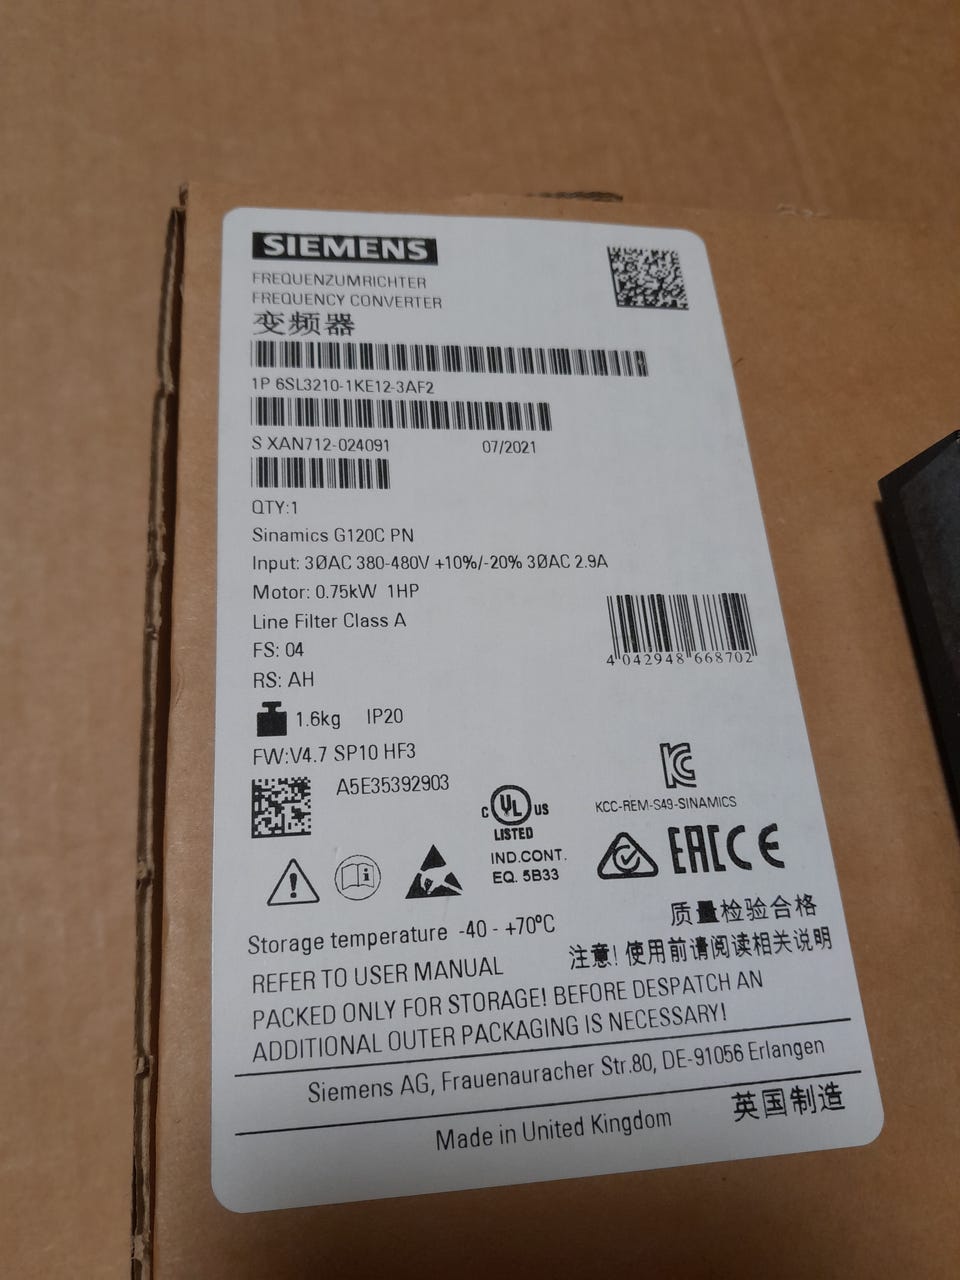 SIEMENS
FREQUENZUMRICHTER
FREQUENCY CONVERTER
变频器
1P 6SL3210-1KE12-3AF2
S XAN712-024091 07/2021
QTY:1
Sinamics G120C PN
Input: 3ØAC 380-480V +10%/-20% 3ØAC 2.9A
Motor: 0.75kW 1HP
Line Filter Class A
FS: 04
RS: AH
4 042948 668702
1.6kg IP20
FW:V4.7 SP10 HF3
A5E35392903
C UL US
LISTED
IND.CONT.
EQ. 5B33
KCC-REM-S49-SINAMICS
EAC CE
质量检验合格
Storage temperature -40 - +70°C
注意! 使用前请阅读相关说明
REFER TO USER MANUAL
PACKED ONLY FOR STORAGE! BEFORE DESPATCH AN
ADDITIONAL OUTER PACKAGING IS NECESSARY!
Siemens AG, Frauenauracher Str.80, DE-91056 Erlangen
Made in United Kingdom 英国制造